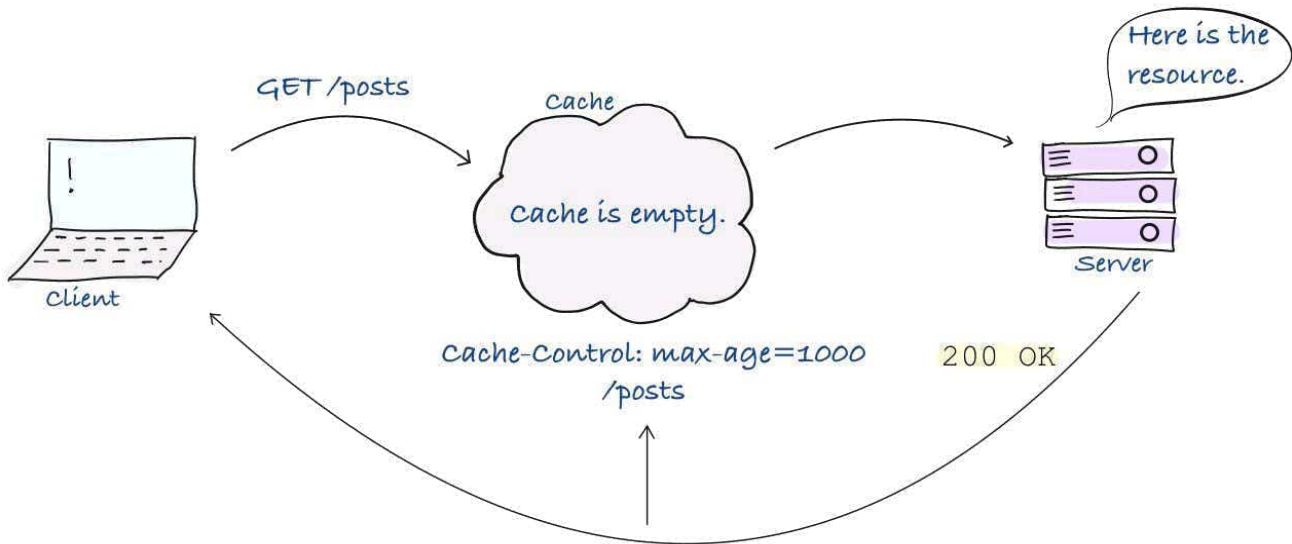 Here is the
resource.
GET /posts
Cache
!
Cache is empty.
Client
Server
Cache-Control: max-age=1000
/posts
200 OK